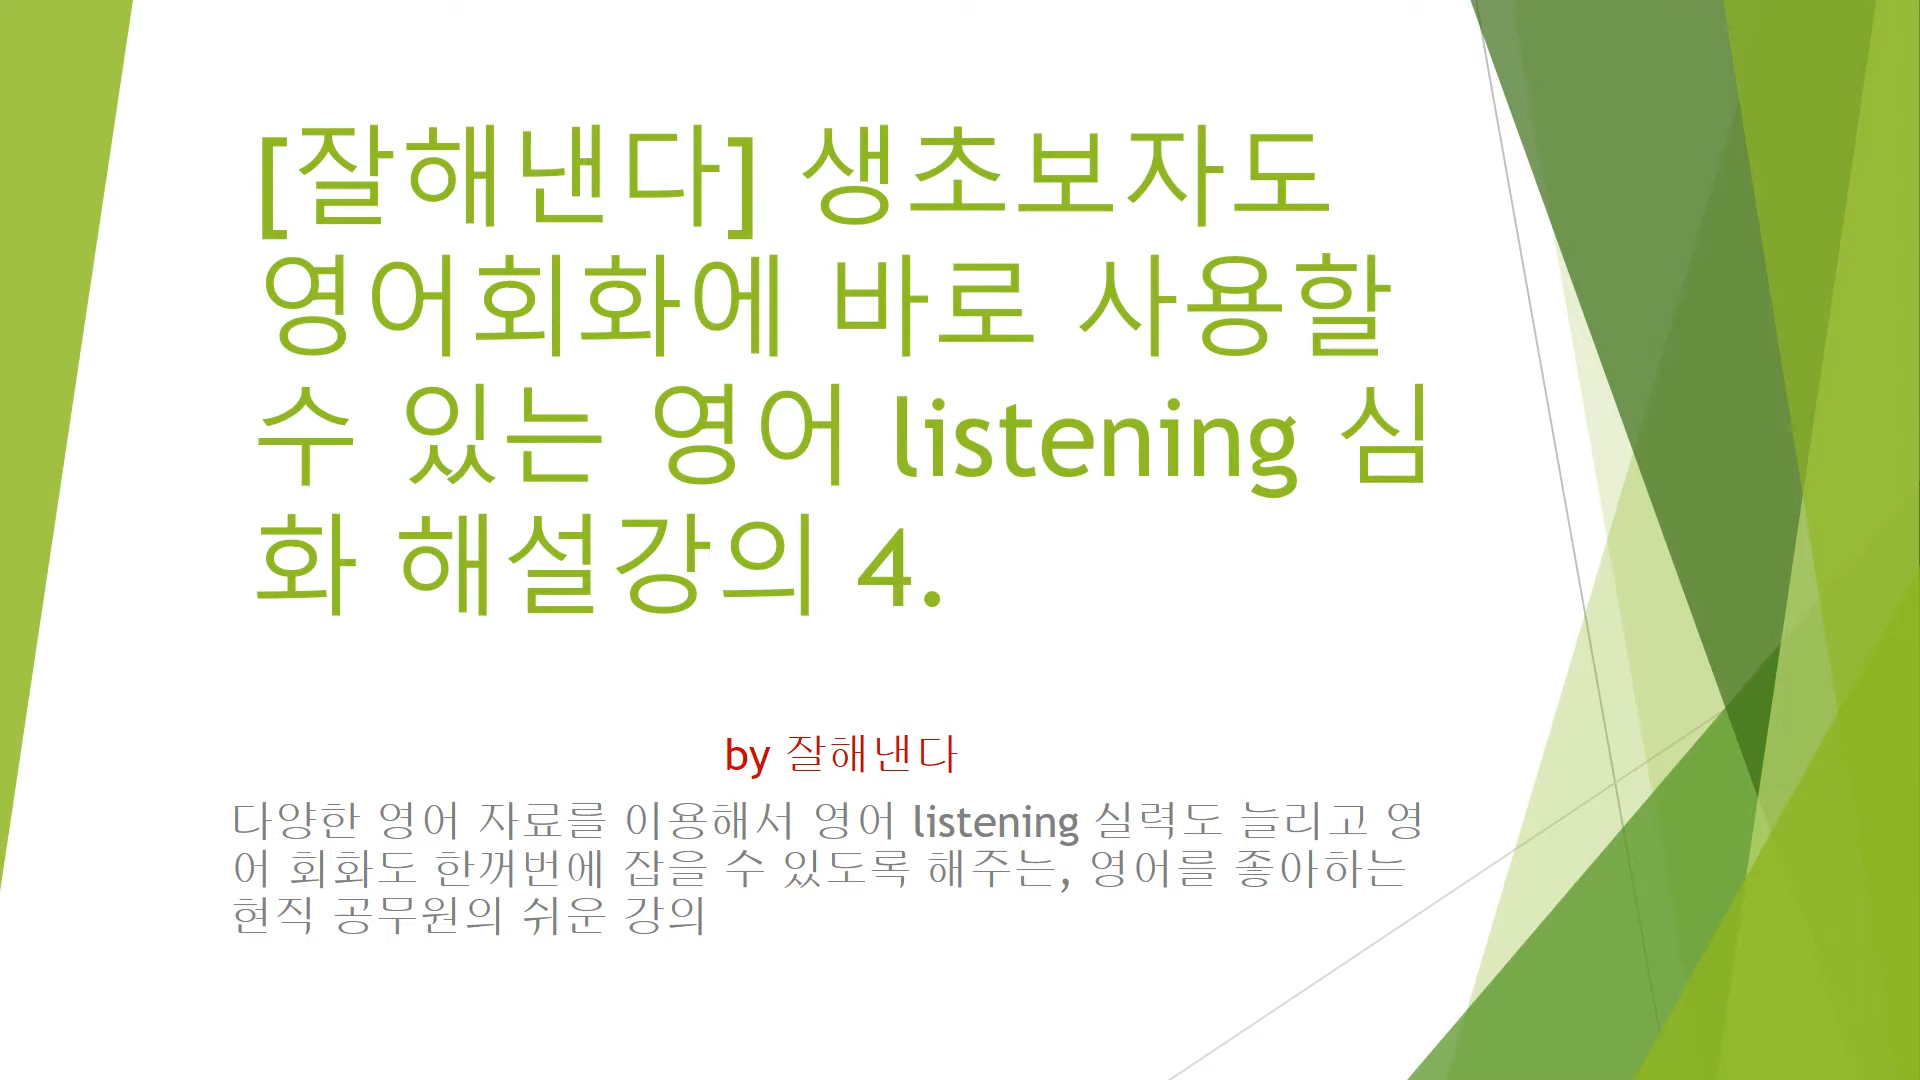 [잘해낸다] 생초보자도
영어회화에 바로 사용할
수 있는 영어 listening 심
화 해설강의 4.
by 잘해낸다
다양한 영어 자료를 이용해서 영어 listening 실력도 늘리고 영
어 회화도 한꺼번에 잡을 수 있도록 해주는, 영어를 좋아하는
현직 공무원의 쉬운 강의